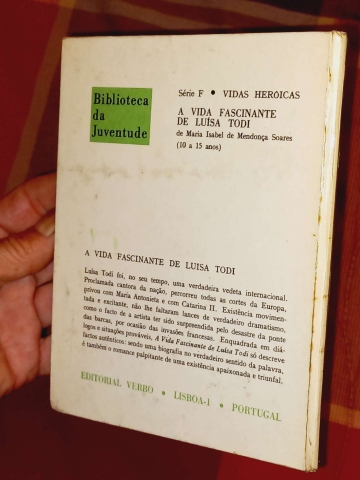 Biblioteca
da
Juventude
Série F • VIDAS HERÓICAS
A VIDA FASCINANTE
DE LUÍSA TODI
de Maria Isabel de Mendonça Soares
(10 a 15 anos)
A VIDA FASCINANTE DE LUISA TODI
Luísa Todi foi, no seu tempo, uma verdadeira vedeta internacional.
Proclamada cantora da nação, percorreu todas as cortes da Europa,
privou com Maria Antonieta e com Catarina II. Existência movimen-
tada e excitante, não lhe faltaram lances de verdadeiro dramatismo,
como o facto de a artista ter sido surpreendida pelo desastre da ponte
das barcas, por ocasião das invasões francesas. Enquadrada em diá-
logos e situações prováveis, A Vida Fascinante de Luísa Todi só descreve
factos autênticos: sendo uma biografia no verdadeiro sentido da palavra,
é também o romance palpitante de uma existência apaixonada e triunfal.
EDITORIAL VERBO • LISBOA-1 • PORTUGAL